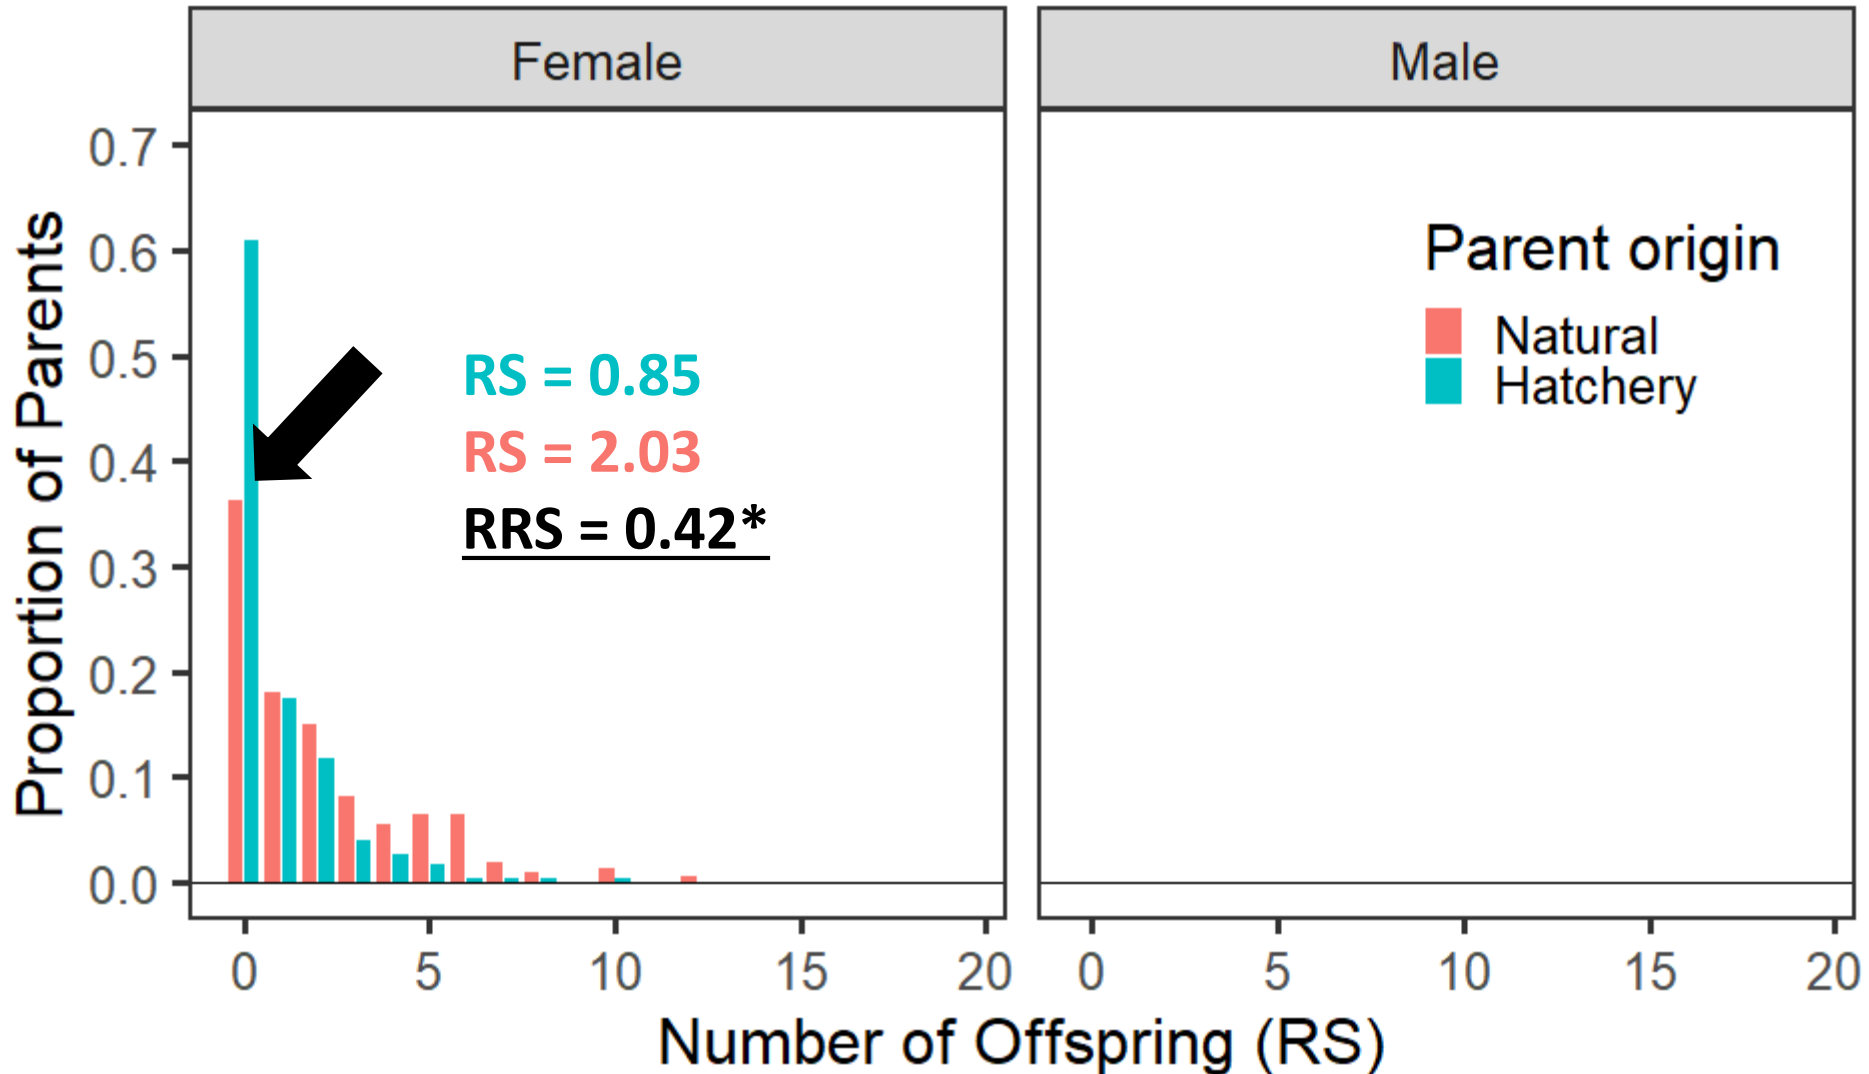 Female
Male
0.7
0.6
0.5
0.4
0.3
0.2
0.1
0.0
Proportion of Parents
RS = 0.85
RS = 2.03
RRS = 0.42*
Parent origin
Natural
Hatchery
0 5 10 15 20
0 5 10 15 20
Number of Offspring (RS)